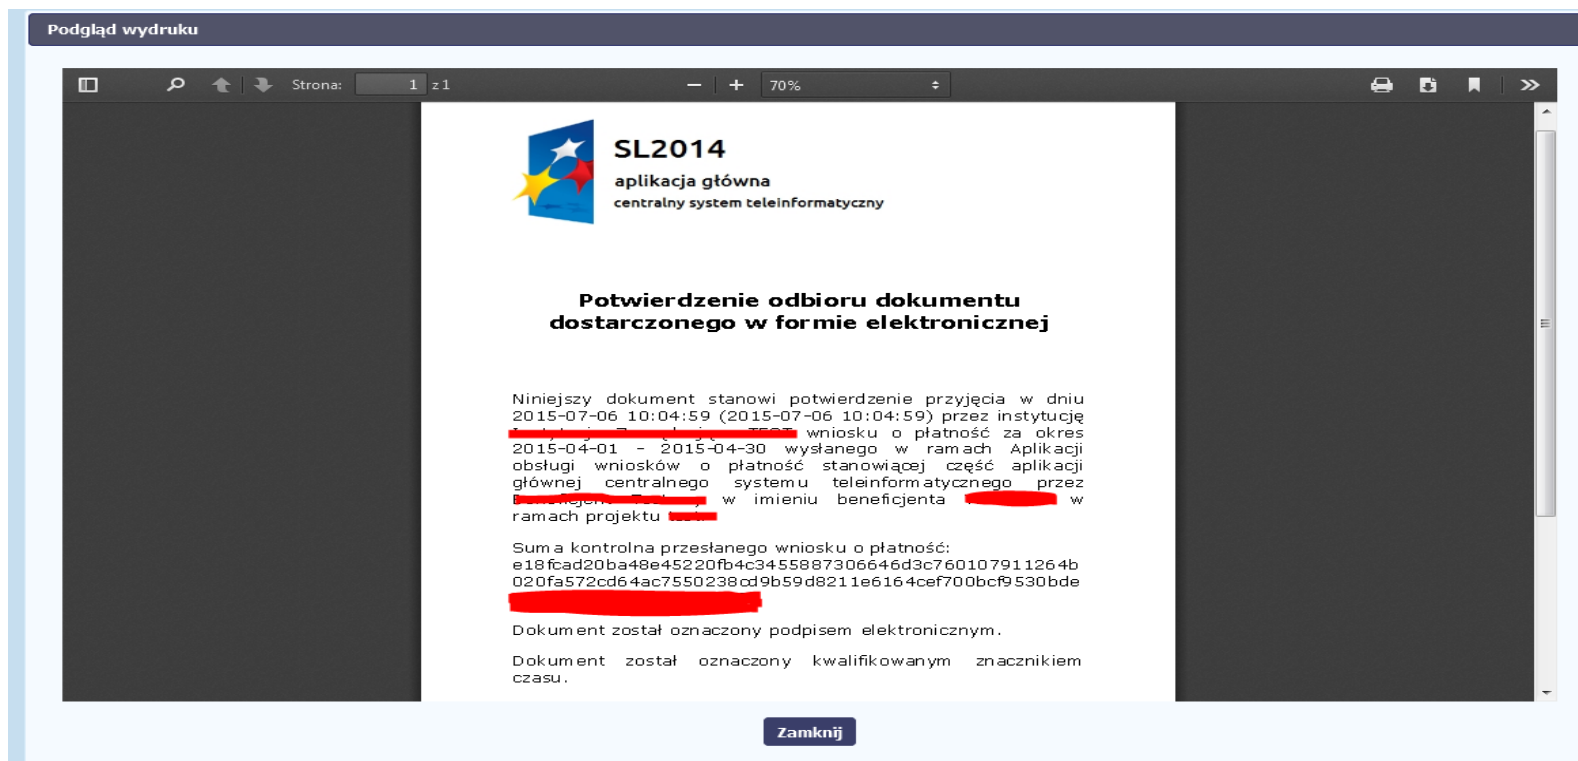 Podgląd wydruku
Strona: 1 z 1
70%
SL2014
aplikacja główna
centralny system teleinformatyczny
Potwierdzenie odbioru dokumentu
dostarczonego w formie elektronicznej
Niniejszy dokument stanowi potwierdzenie przyjęcia w dniu
2015-07-06 10:04:59 (2015-07-06 10:04:59) przez instytucję
wniosku o płatność za okres
2015-04-01 - 2015-04-30 wysłanego w ramach Aplikacji
obsługi wniosków o płatność stanowiącej część aplikacji
głównej centralnego systemu teleinformatycznego przez
w imieniu beneficjenta w
ramach projektu
Suma kontrolna przesłanego wniosku o płatność:
e18fcad20ba48e45220fb4c3455887306646d3c760107911264b
020fa572cd64ac7550238cd9b59d8211e6164cef700bcf9530bde
Dokument został oznaczony podpisem elektronicznym.
Dokument został oznaczony kwalifikowanym znacznikiem
czasu.
Zamknij